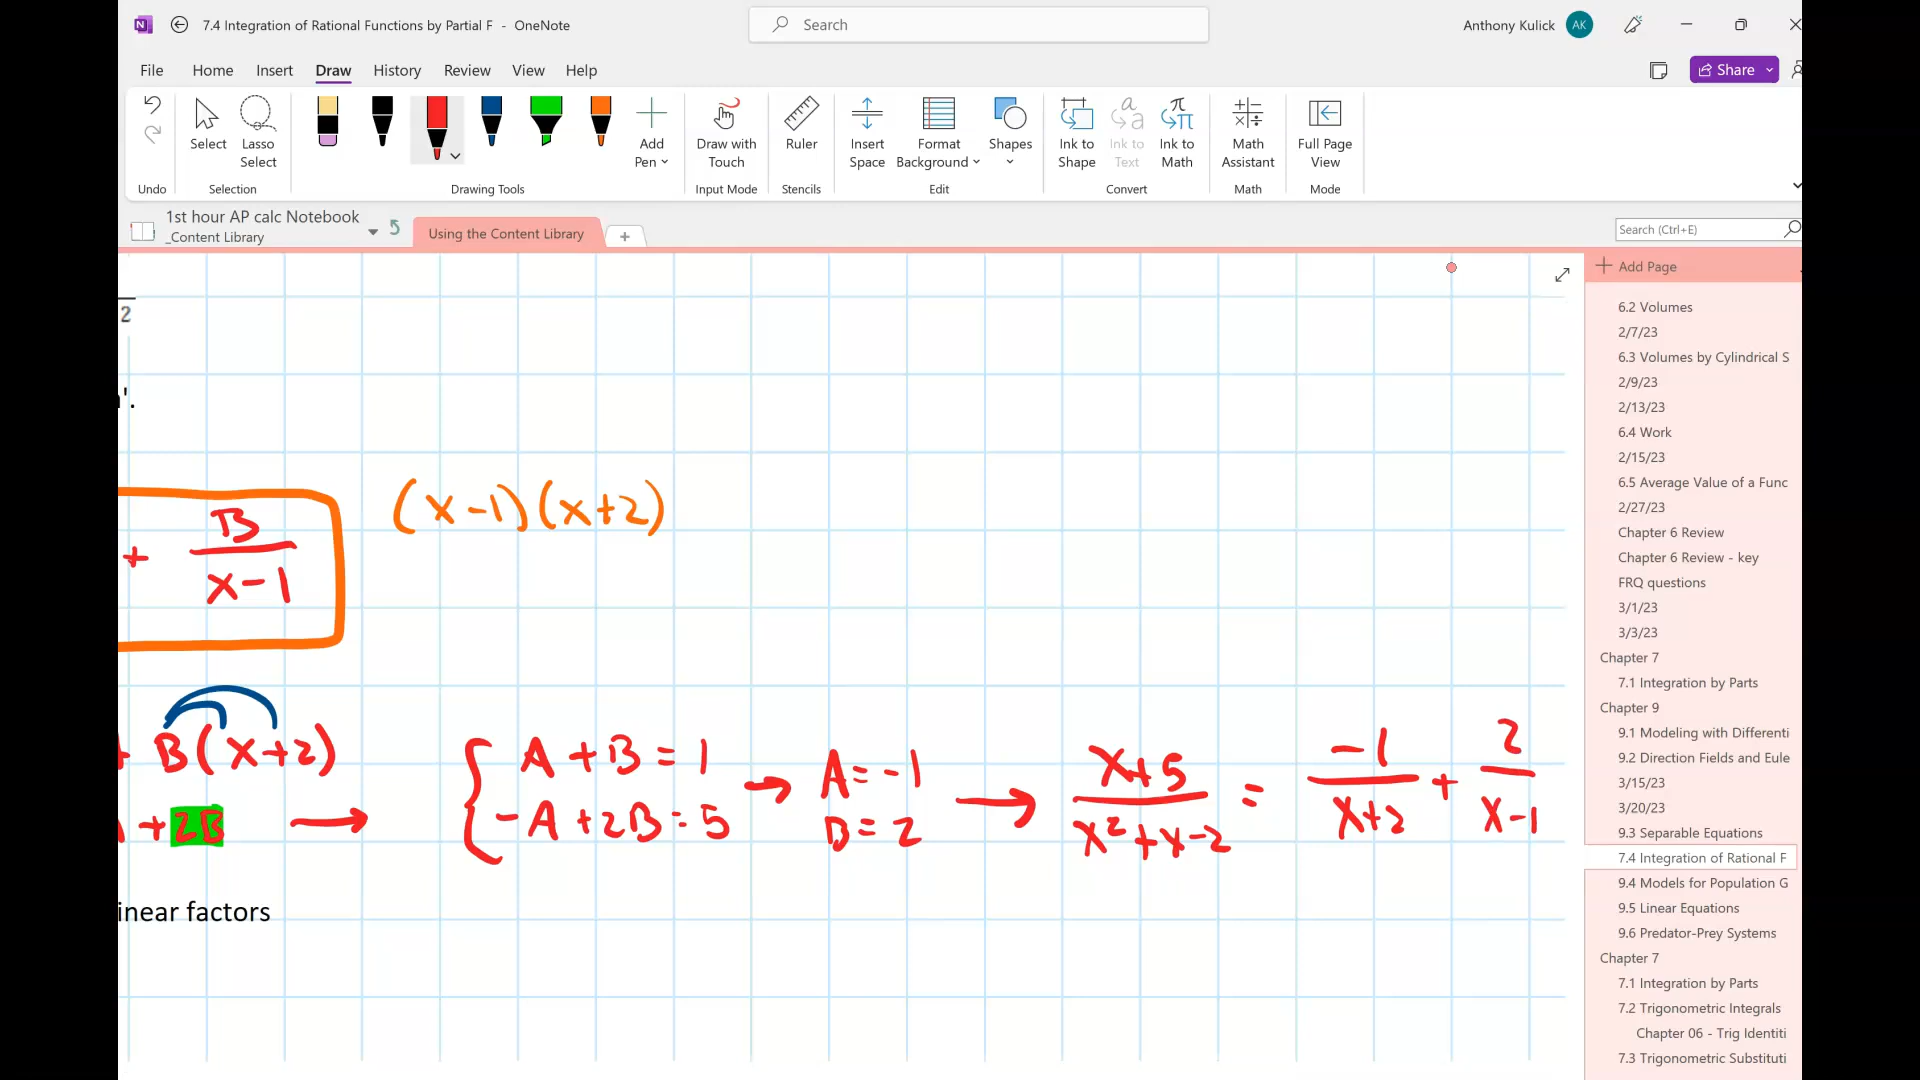 7.4 Integration of Rational Functions by Partial F - OneNote
Search
Anthony Kulick AK
File Home Insert Draw History Review View Help
Share
Undo
Select
Lasso Select
Selection
Drawing Tools
Add Pen
Draw with Touch
Input Mode
Ruler
Stencils
Insert Space
Format Background
Shapes
Edit
Ink to Shape
Ink to Text
Ink to Math
Convert
Math Assistant
Math
Full Page View
Mode
1st hour AP calc Notebook
_Content Library
Using the Content Library
Search (Ctrl+E)
Add Page
6.2 Volumes
2/7/23
6.3 Volumes by Cylindrical S
2/9/23
2/13/23
6.4 Work
2/15/23
6.5 Average Value of a Func
2/27/23
Chapter 6 Review
Chapter 6 Review - key
FRQ questions
3/1/23
3/3/23
Chapter 7
7.1 Integration by Parts
Chapter 9
9.1 Modeling with Differenti
9.2 Direction Fields and Eule
3/15/23
3/20/23
9.3 Separable Equations
7.4 Integration of Rational F
9.4 Models for Population G
9.5 Linear Equations
9.6 Predator-Prey Systems
Chapter 7
7.1 Integration by Parts
7.2 Trigonometric Integrals
Chapter 06 - Trig Identiti
7.3 Trigonometric Substituti
2
'.
+ B/(x-1)
(x-1)(x+2)
+ B(x+2)
+2B →
{ A+B=1
-A+2B=5
→ A=-1
B=2
→ (x+5)/(x²+x-2) = -1/(x+2) + 2/(x-1)
inear factors